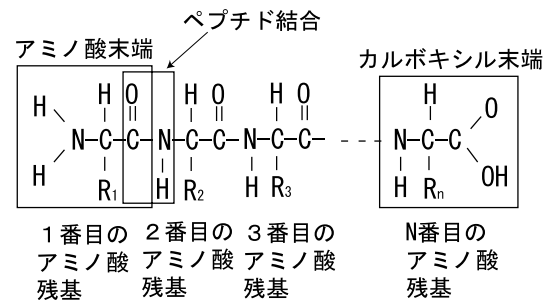 ペプチド結合
アミノ酸末端
カルボキシル末端
H H O H O H O H O
H N-C-C-N-C-C-N-C-C- - - - N-C-C OH
H R1 H R2 H R3 H Rn
1番目の
アミノ酸
残基
2番目の
アミノ酸
残基
3番目の
アミノ酸
残基
N番目の
アミノ酸
残基